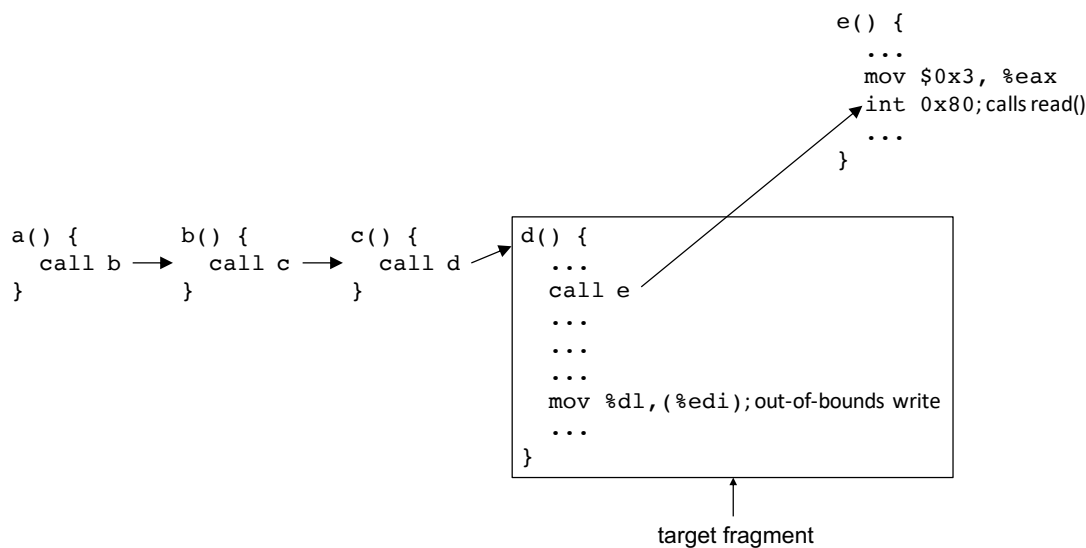 e() {
...
mov $0x3, %eax
int 0x80; calls read()
...
}
a() {
call b
}
b() {
call c
}
c() {
call d
}
d() {
...
call e
...
...
...
mov %dl,(%edi); out-of-bounds write
...
}
target fragment